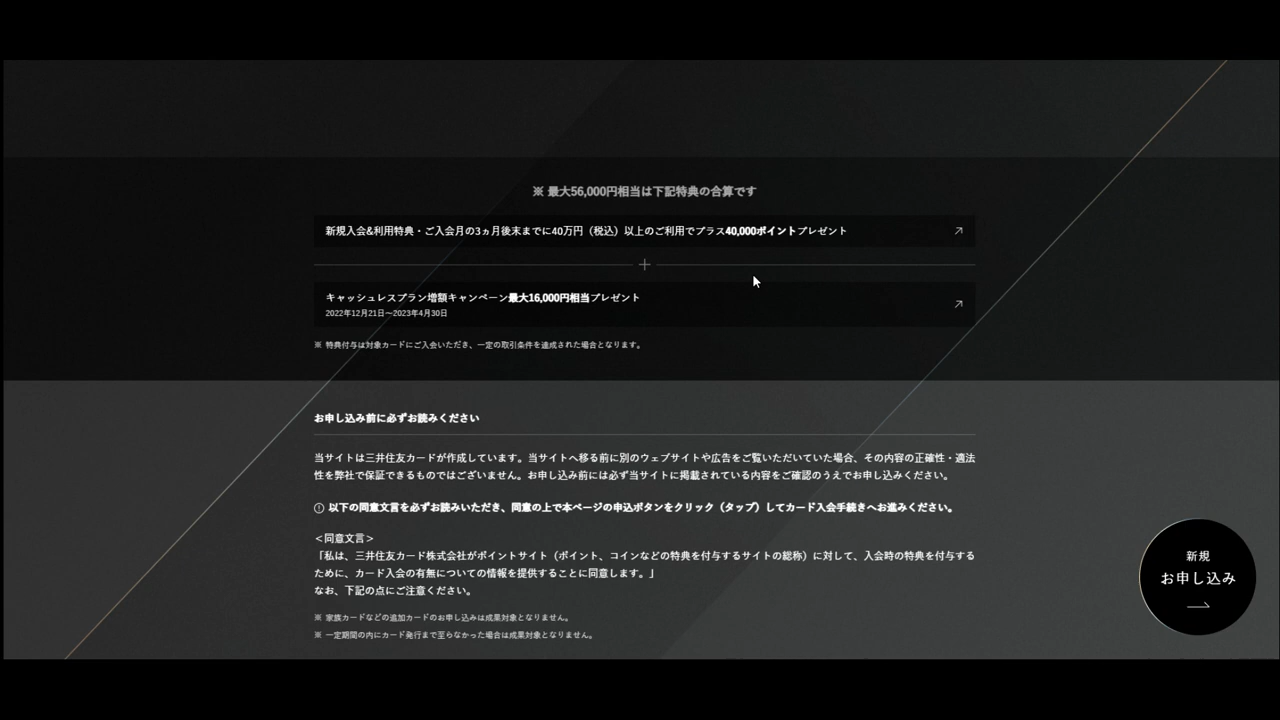 ※ 最大56,000円相当は下記特典の合算です
新規入会&利用特典・ご入会月の3ヵ月後末までに40万円（税込）以上のご利用でプラス40,000ポイントプレゼント
キャッシュレスプラン増額キャンペーン最大16,000円相当プレゼント
2022年12月21日～2023年4月30日
※ 特典付与は対象カードにご入会いただき、一定の取引条件を達成された場合となります。
お申し込み前に必ずお読みください
当サイトは三井住友カードが作成しています。当サイトへ移る前に別のウェブサイトや広告をご覧いただいていた場合、その内容の正確性・適法
性を弊社で保証できるものではございません。お申し込み前には必ず当サイトに掲載されている内容をご確認のうえでお申し込みください。
以下の同意文言を必ずお読みいただき、同意の上で本ページの申込ボタンをクリック（タップ）してカード入会手続きへお進みください。
＜同意文言＞
「私は、三井住友カード株式会社がポイントサイト（ポイント、コインなどの特典を付与するサイトの総称）に対して、入会時の特典を付与する
ために、カード入会の有無についての情報を提供することに同意します。」
なお、下記の点にご注意ください。
※ 家族カードなどの追加カードのお申し込みは成果対象となりません。
※ 一定期間の内にカード発行まで至らなかった場合は成果対象となりません。
新規
お申し込み